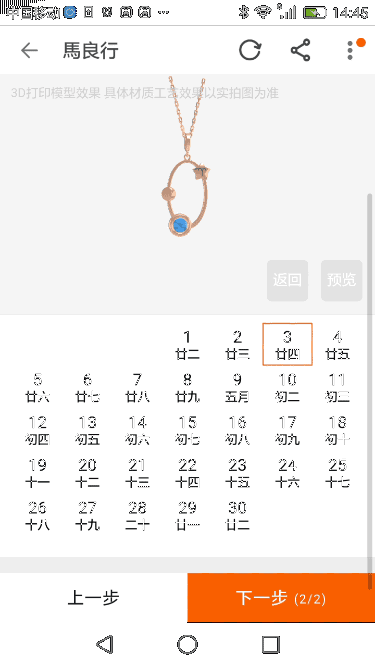 中国移动 14:45
馬良行
3D打印模型效果 具体材质工艺效果以实拍图为准
返回 预览
1 2 3 4
廿二 廿三 廿四 廿五
5 6 7 8 9 10 11
廿六 廿七 廿八 廿九 五月 初二 初三
12 13 14 15 16 17 18
初四 初五 初六 初七 初八 初九 初十
19 20 21 22 23 24 25
十一 十二 十三 十四 十五 十六 十七
26 27 28 29 30
十八 十九 二十 廿一 廿二
上一步 下一步 (2/2)